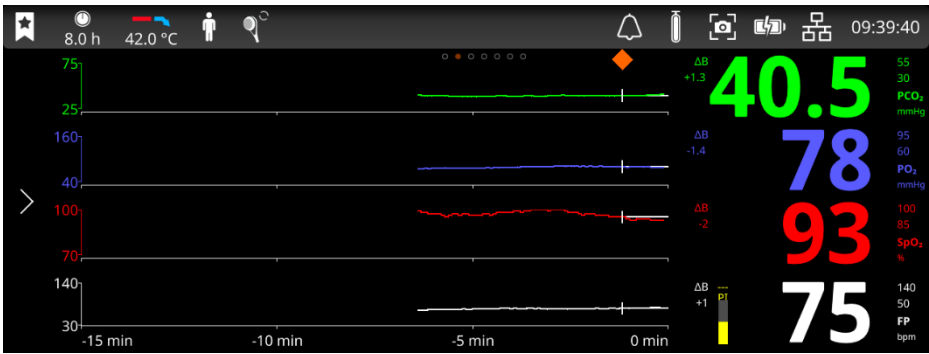 8.0 h 42.0 °C 09:39:40
75 ΔB 40.5 55
+1.3 30
PCO₂
25 mmHg
160 ΔB 78 95
-1.4 60
PO₂
40 mmHg
100 ΔB 93 100
-2 85
SpO₂
70 %
140 ΔB --- 75 140
+1 PI 50
FP
30 bpm
-15 min -10 min -5 min 0 min